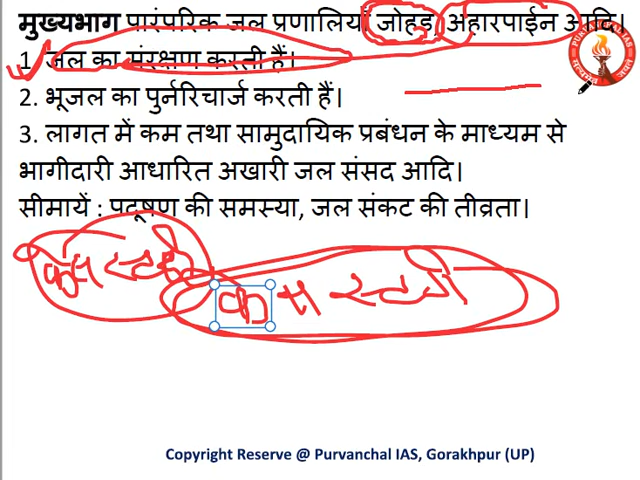 मुख्यभाग पारंपरिक जल प्रणालियाँ जोहड़, अहारपाईन आदि।
1. जल का संरक्षण करती हैं।
2. भूजल का पुर्नरिचार्ज करती हैं।
3. लागत में कम तथा सामुदायिक प्रबंधन के माध्यम से
भागीदारी आधारित अखारी जल संसद आदि।
सीमायें : प्रदूषण की समस्या, जल संकट की तीव्रता।
Copyright Reserve @ Purvanchal IAS, Gorakhpur (UP)